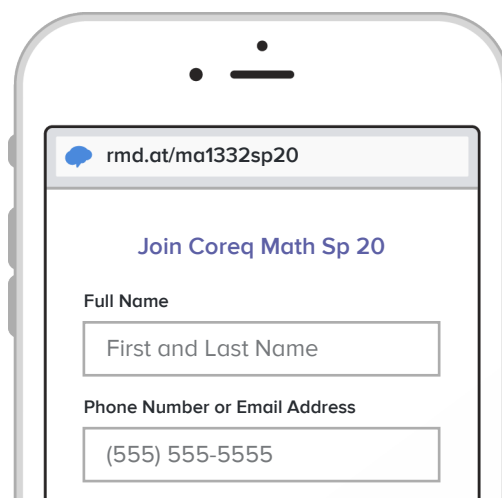 rmd.at/ma1332sp20
Join Coreq Math Sp 20
Full Name
First and Last Name
Phone Number or Email Address
(555) 555-5555